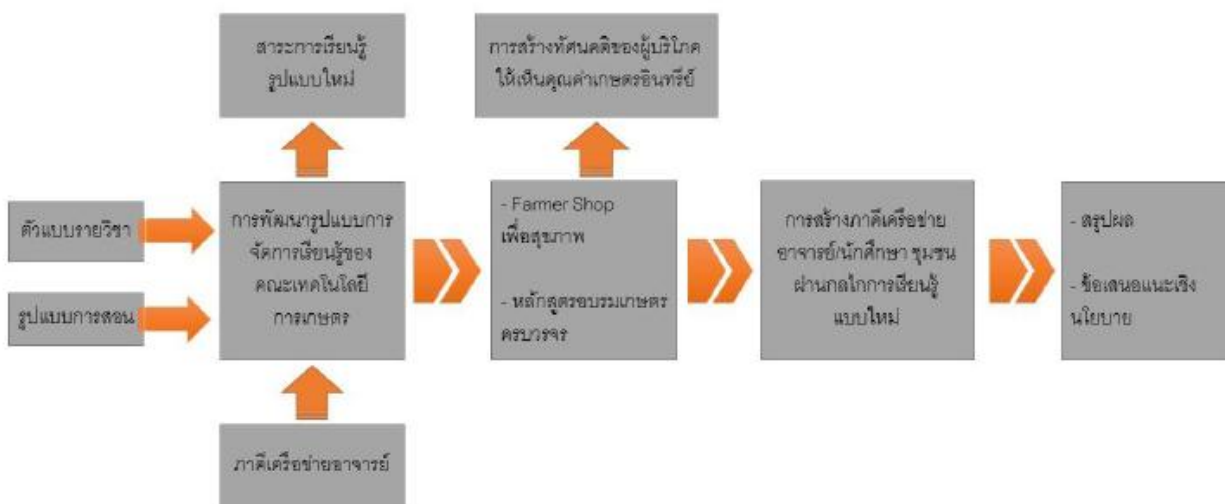 สาระการเรียนรู้
รูปแบบใหม่
การสร้างทัศนคติของผู้บริโภค
ให้เห็นคุณค่าเกษตรอินทรีย์
ตัวแบบรายวิชา
รูปแบบการสอน
การพัฒนารูปแบบการ
จัดการเรียนรู้ของ
คณะเทคโนโลยี
การเกษตร
- Farmer Shop
เพื่อสุขภาพ
- หลักสูตรอบรมเกษตร
ครบวรจร
การสร้างภาคีเครือข่าย
อาจารย์/นักศึกษา ชุมชน
ผ่านกลไกการเรียนรู้
แบบใหม่
- สรุปผล
- ข้อเสนอแนะเชิง
นโยบาย
ภาคีเครือข่ายอาจารย์